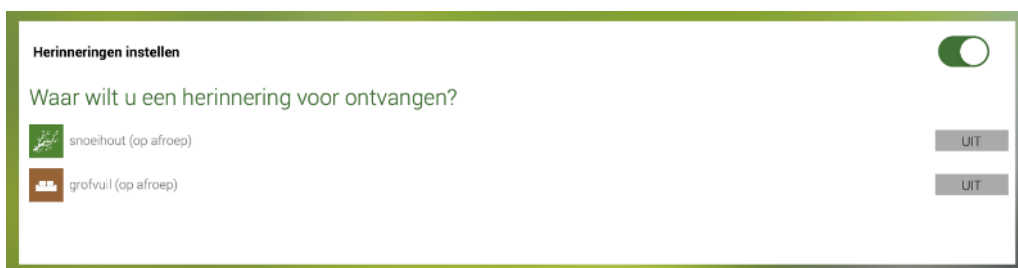 Herinneringen instellen
Waar wilt u een herinnering voor ontvangen?
snoeihout (op afroep) UIT
grofvuil (op afroep) UIT